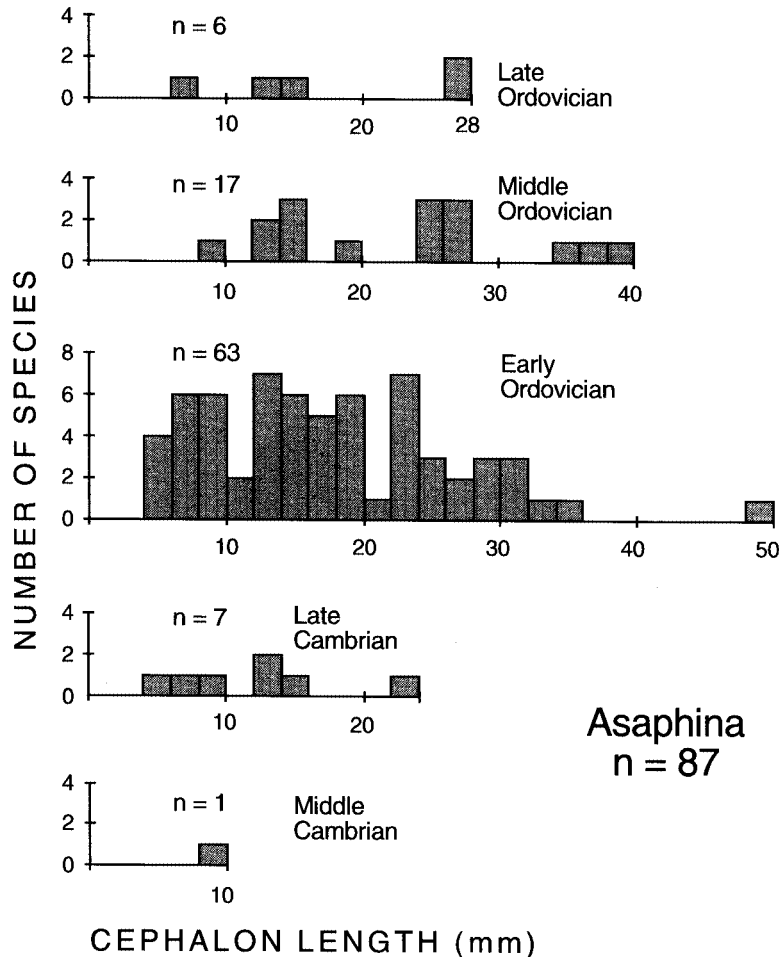 4
n = 6
2
0
10
20
28
Late
Ordovician
4
n = 17
2
0
10
20
30
40
Middle
Ordovician
NUMBER OF SPECIES
8
n = 63
6
4
2
0
10
20
30
40
50
Early
Ordovician
4
n = 7
2
0
10
20
Late
Cambrian
Asaphina
n = 87
4
n = 1
2
0
10
Middle
Cambrian
CEPHALON LENGTH (mm)